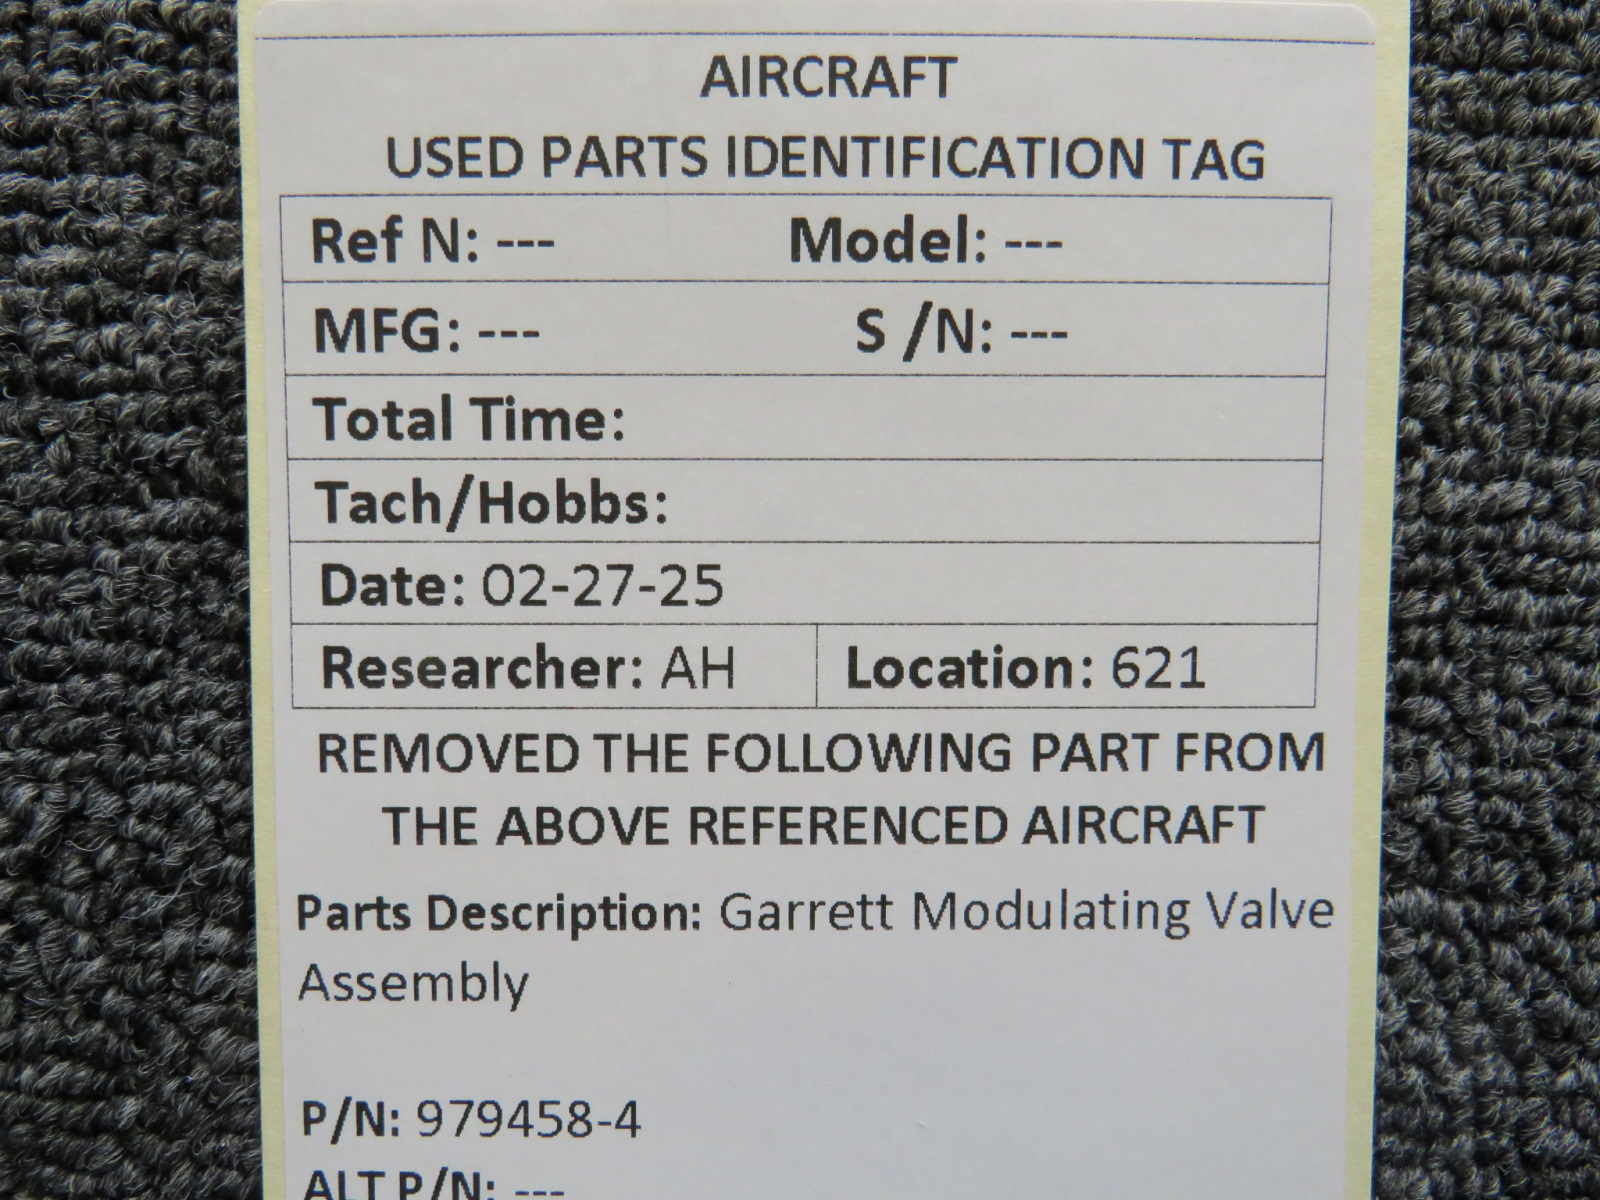 AIRCRAFT
USED PARTS IDENTIFICATION TAG
Ref N: --- Model: ---
MFG: --- S /N: ---
Total Time:
Tach/Hobbs:
Date: 02-27-25
Researcher: AH Location: 621
REMOVED THE FOLLOWING PART FROM
THE ABOVE REFERENCED AIRCRAFT
Parts Description: Garrett Modulating Valve
Assembly
P/N: 979458-4
ALT P/N: ---